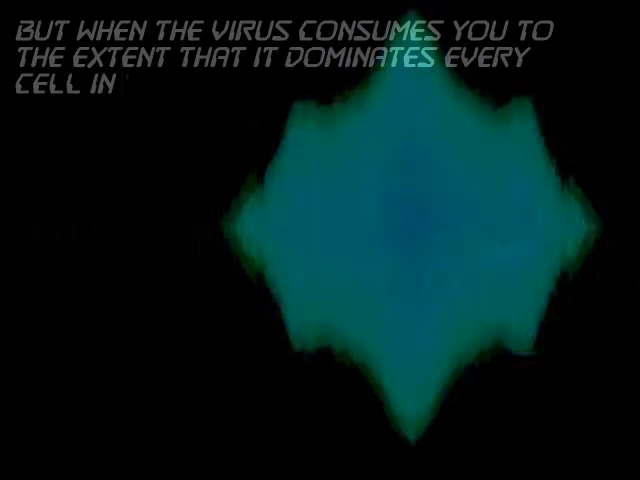 BUT WHEN THE VIRUS CONSUMES YOU TO
THE EXTENT THAT IT DOMINATES EVERY
CELL IN